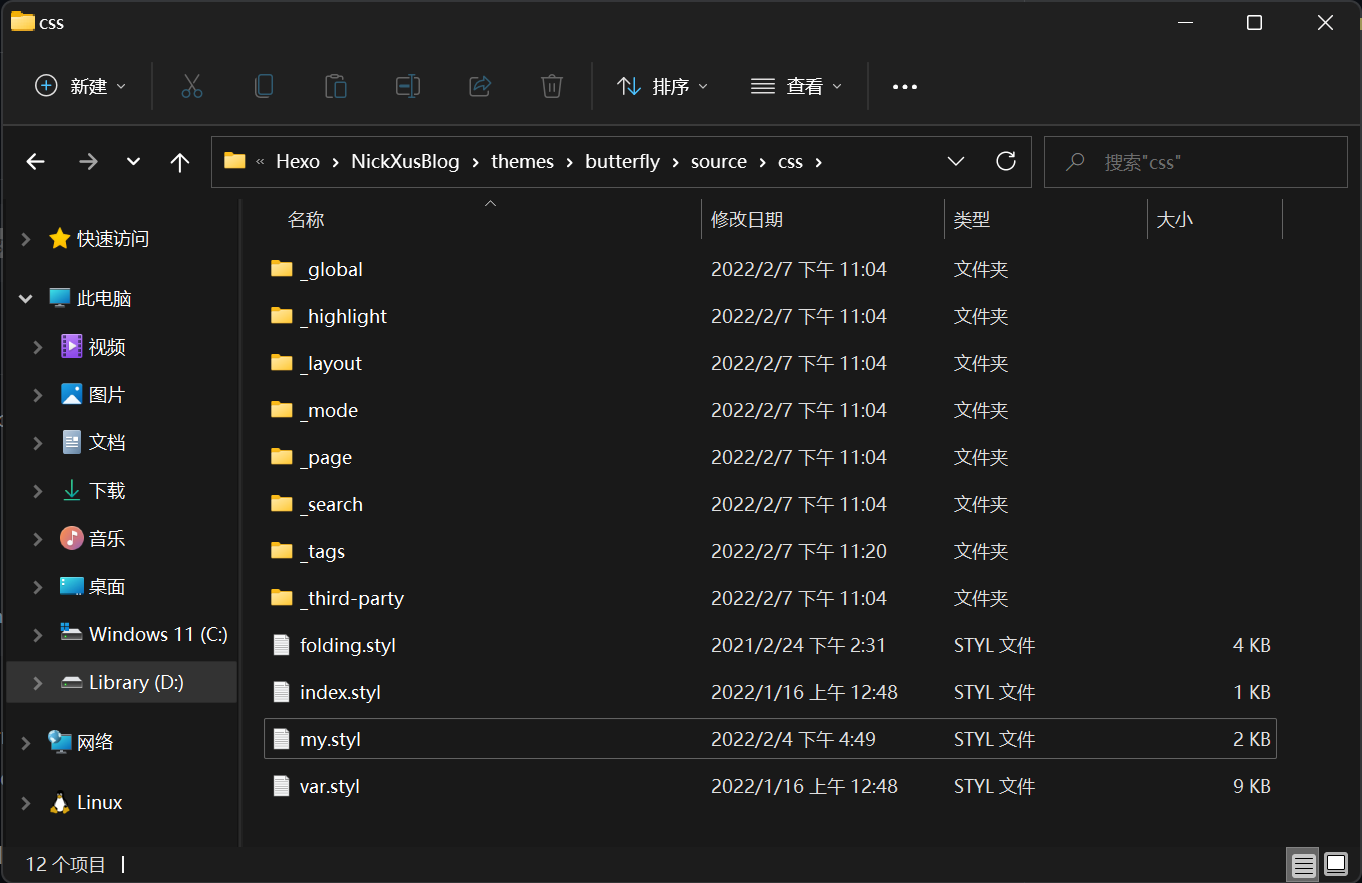 css
新建 排序 查看
« Hexo › NickXusBlog › themes › butterfly › source › css › 搜索"css"
名称 修改日期 类型 大小
快速访问
此电脑
视频
图片
文档
下载
音乐
桌面
Windows 11 (C:)
Library (D:)
网络
Linux
_global 2022/2/7 下午 11:04 文件夹
_highlight 2022/2/7 下午 11:04 文件夹
_layout 2022/2/7 下午 11:04 文件夹
_mode 2022/2/7 下午 11:04 文件夹
_page 2022/2/7 下午 11:04 文件夹
_search 2022/2/7 下午 11:04 文件夹
_tags 2022/2/7 下午 11:20 文件夹
_third-party 2022/2/7 下午 11:04 文件夹
folding.styl 2021/2/24 下午 2:31 STYL 文件 4 KB
index.styl 2022/1/16 上午 12:48 STYL 文件 1 KB
my.styl 2022/2/4 下午 4:49 STYL 文件 2 KB
var.styl 2022/1/16 上午 12:48 STYL 文件 9 KB
12 个项目